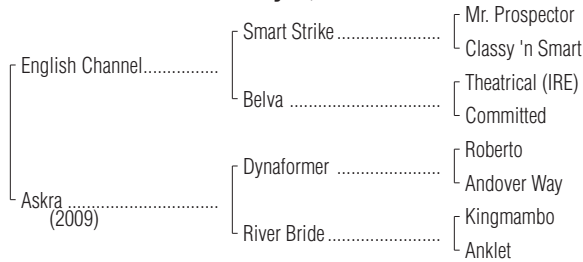 Mr. Prospector
Smart Strike ......................
Classy 'n Smart
English Channel................
Theatrical (IRE)
Belva ................................
Committed
Roberto
Dynaformer ......................
Andover Way
Askra ................................
(2009)
Kingmambo
River Bride ........................
Anklet